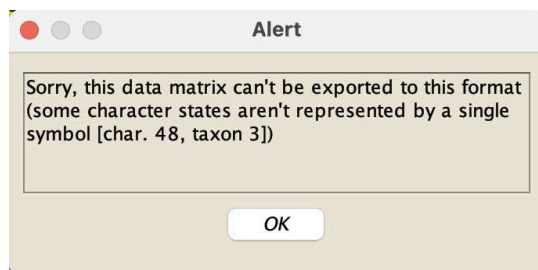 Alert
Sorry, this data matrix can't be exported to this format
(some character states aren't represented by a single
symbol [char. 48, taxon 3])
OK